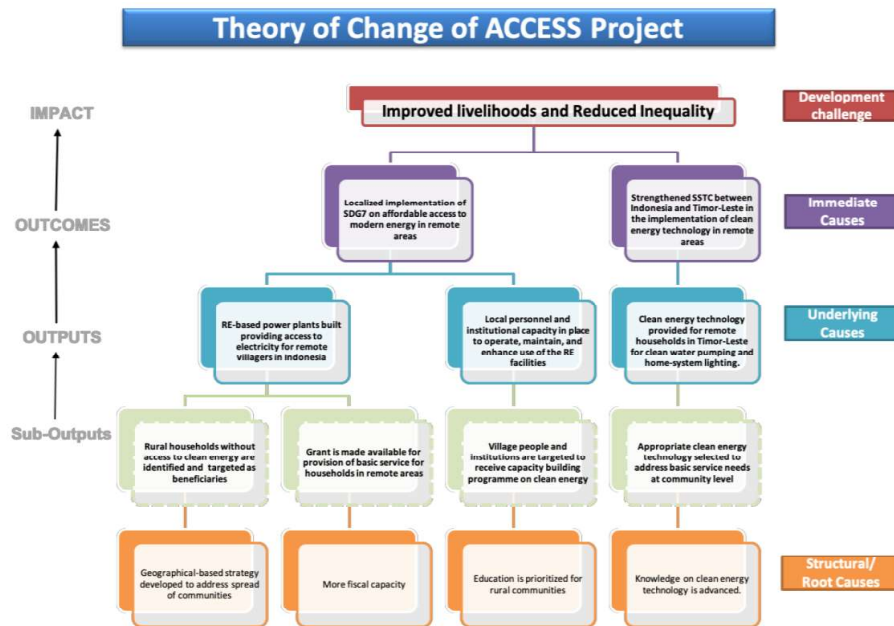 Theory of Change of ACCESS Project
IMPACT
Improved livelihoods and Reduced Inequality
Development
challenge
OUTCOMES
Localized implementation of
SDG7 on affordable access to
modern energy in remote
areas
Strengthened SSTC between
Indonesia and Timor-Leste in
the implementation of clean
energy technology in remote
areas
Immediate
Causes
OUTPUTS
RE-based power plants built
providing access to
electricity for remote
villagers in Indonesia
Local personnel and
institutional capacity in place
to operate, maintain, and
enhance use of the RE
facilities
Clean energy technology
provided for remote
households in Timor-Leste
for clean water pumping and
home-system lighting.
Underlying
Causes
Sub-Outputs
Rural households without
access to clean energy are
identified and targeted as
beneficiaries
Grant is made available for
provision of basic service for
households in remote areas
Village people and
institutions are targeted to
receive capacity building
programme on clean energy
Appropriate clean energy
technology selected to
address basic service needs
at community level
Geographical-based strategy
developed to address spread
of communities
More fiscal capacity
Education is prioritized for
rural communities
Knowledge on clean energy
technology is advanced.
Structural/
Root Causes